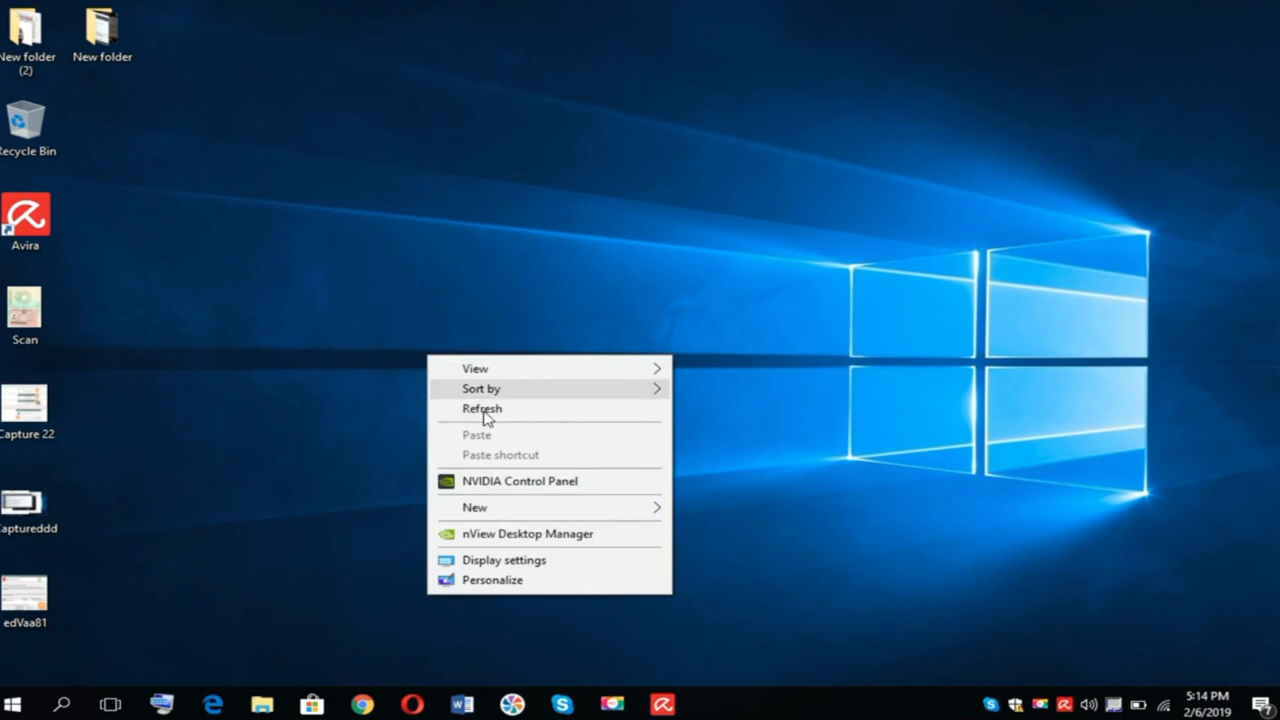 New folder
(2)
New folder
Recycle Bin
Avira
Scan
Capture 22
Captureddd
edVaa81
View
Sort by
Refresh
Paste
Paste shortcut
NVIDIA Control Panel
New
nView Desktop Manager
Display settings
Personalize
5:14 PM
2/6/2019
7